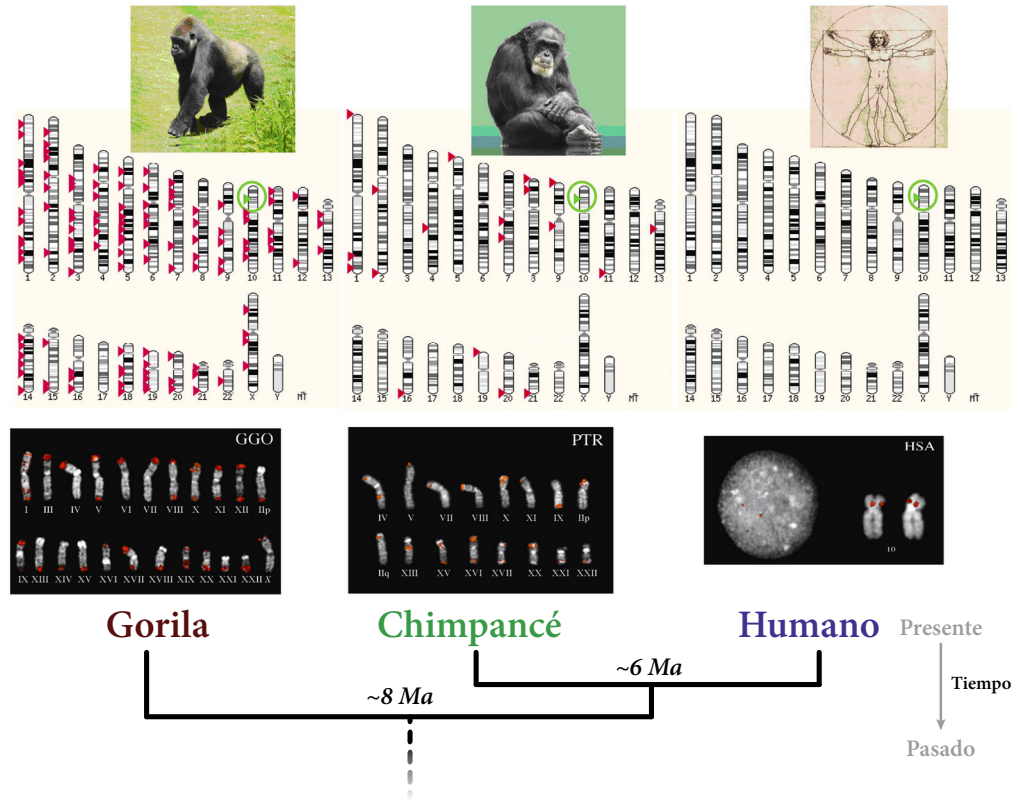 1 2 3 4 5 6 7 8 9 10 11 12 13
14 15 16 17 18 19 20 21 22 X Y MT
1 2 3 4 5 6 7 3 9 10 11 12 13
14 15 16 17 18 19 20 21 22 X Y MT
1 2 3 4 5 6 7 8 9 10 11 12 13
14 15 16 17 18 19 20 21 22 X Y MT
GGO
I III IV V VI VII VIII X XI XII IIp
IX XIII XIV XV XVI XVII XVIII XIX XX XXI XXII X
PTR
IV V VII VIII X XI IX IIp
IIq XIII XV XVI XVII XX XXI XXII
HSA
10
Gorila
Chimpancé
Humano
Presente
~6 Ma
Tiempo
~8 Ma
Pasado